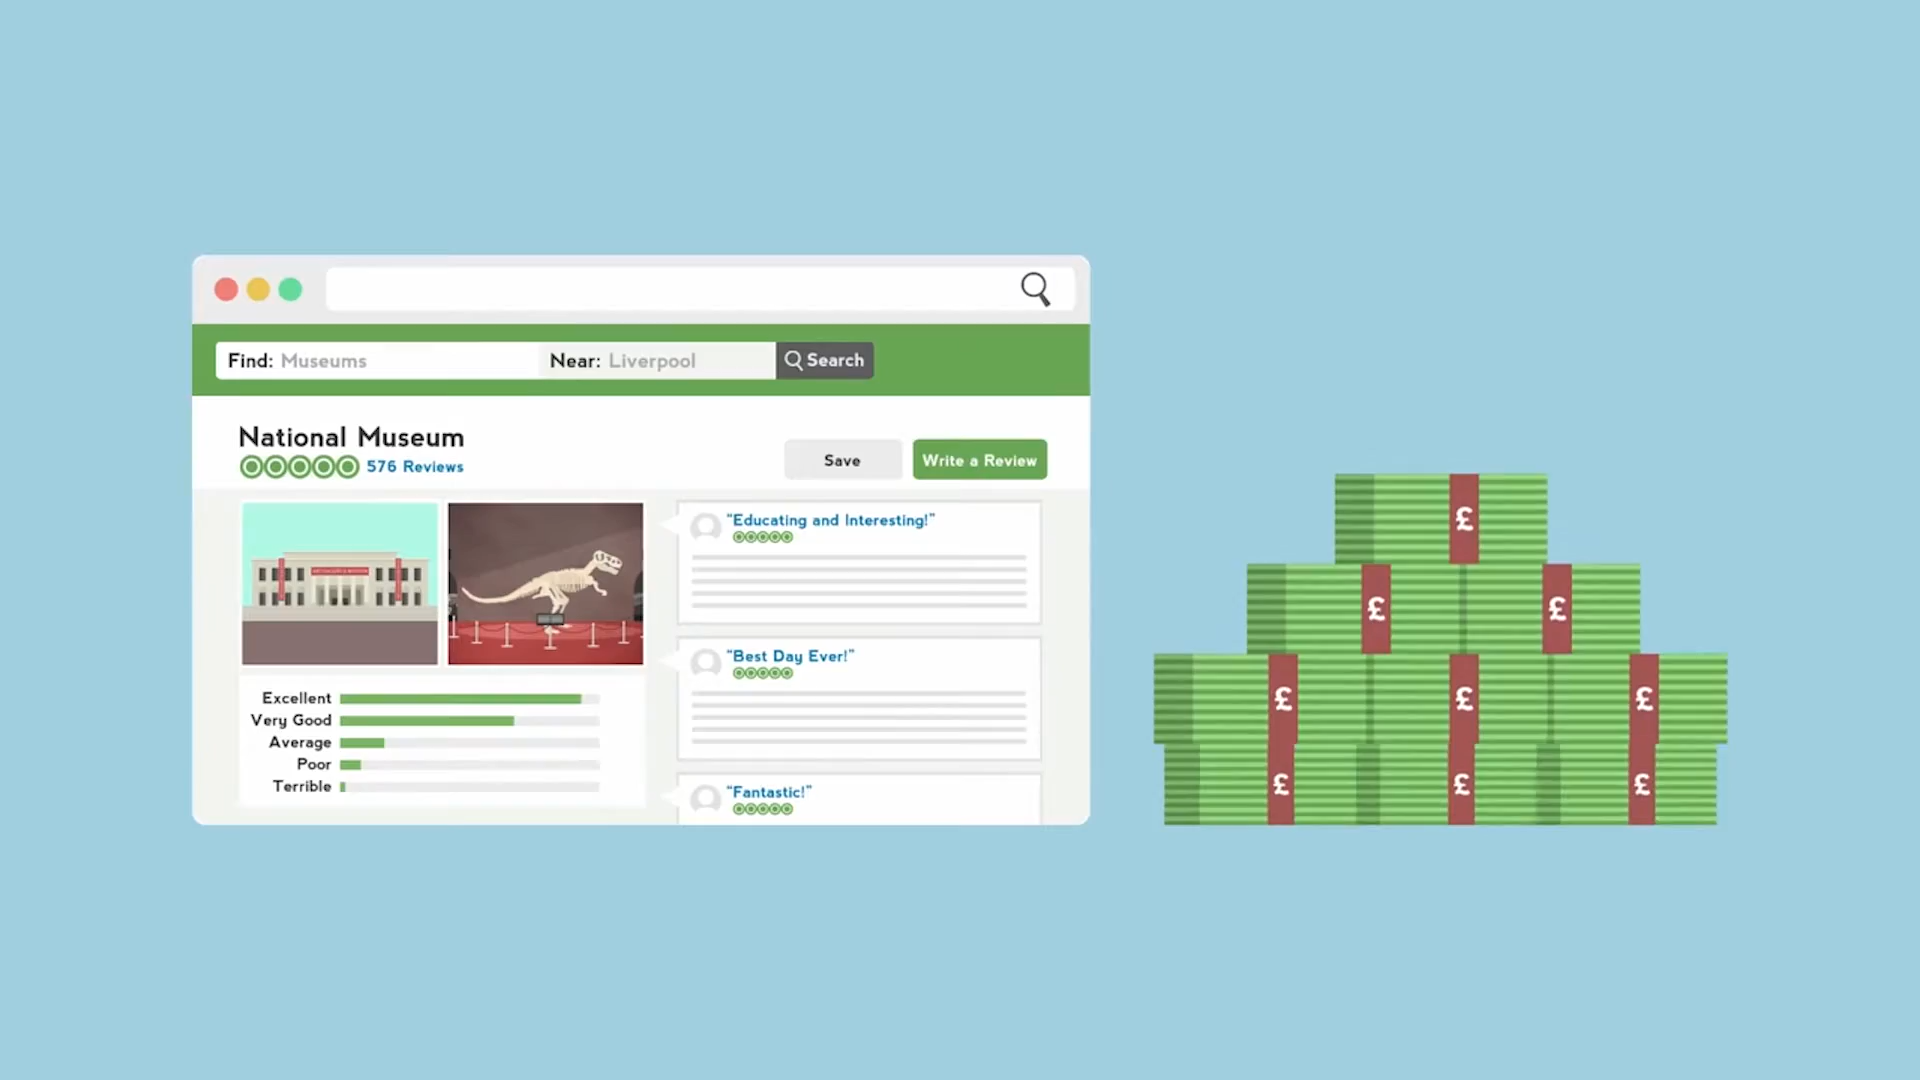 Find: Museums Near: Liverpool Search
National Museum
576 Reviews
Save
Write a Review
"Educating and Interesting!"
"Best Day Ever!"
"Fantastic!"
Excellent
Very Good
Average
Poor
Terrible
£
£ £
£ £ £
£ £ £